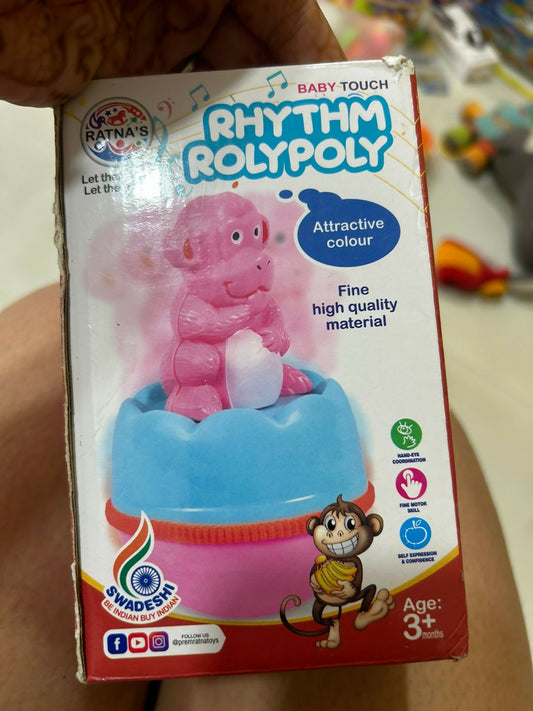 BABY TOUCH
RHYTHM
ROLYPOLY
RATNA'S
Let the
Let the
Attractive
colour
Fine
high quality
material
HAND-EYE
COORDINATION
FINE MOTOR
SKILL
SELF EXPRESSION
& CONFIDENCE
SWADESHI
BE INDIAN BUY INDIAN
FOLLOW US
@premratnatoys
Age:
3+
months